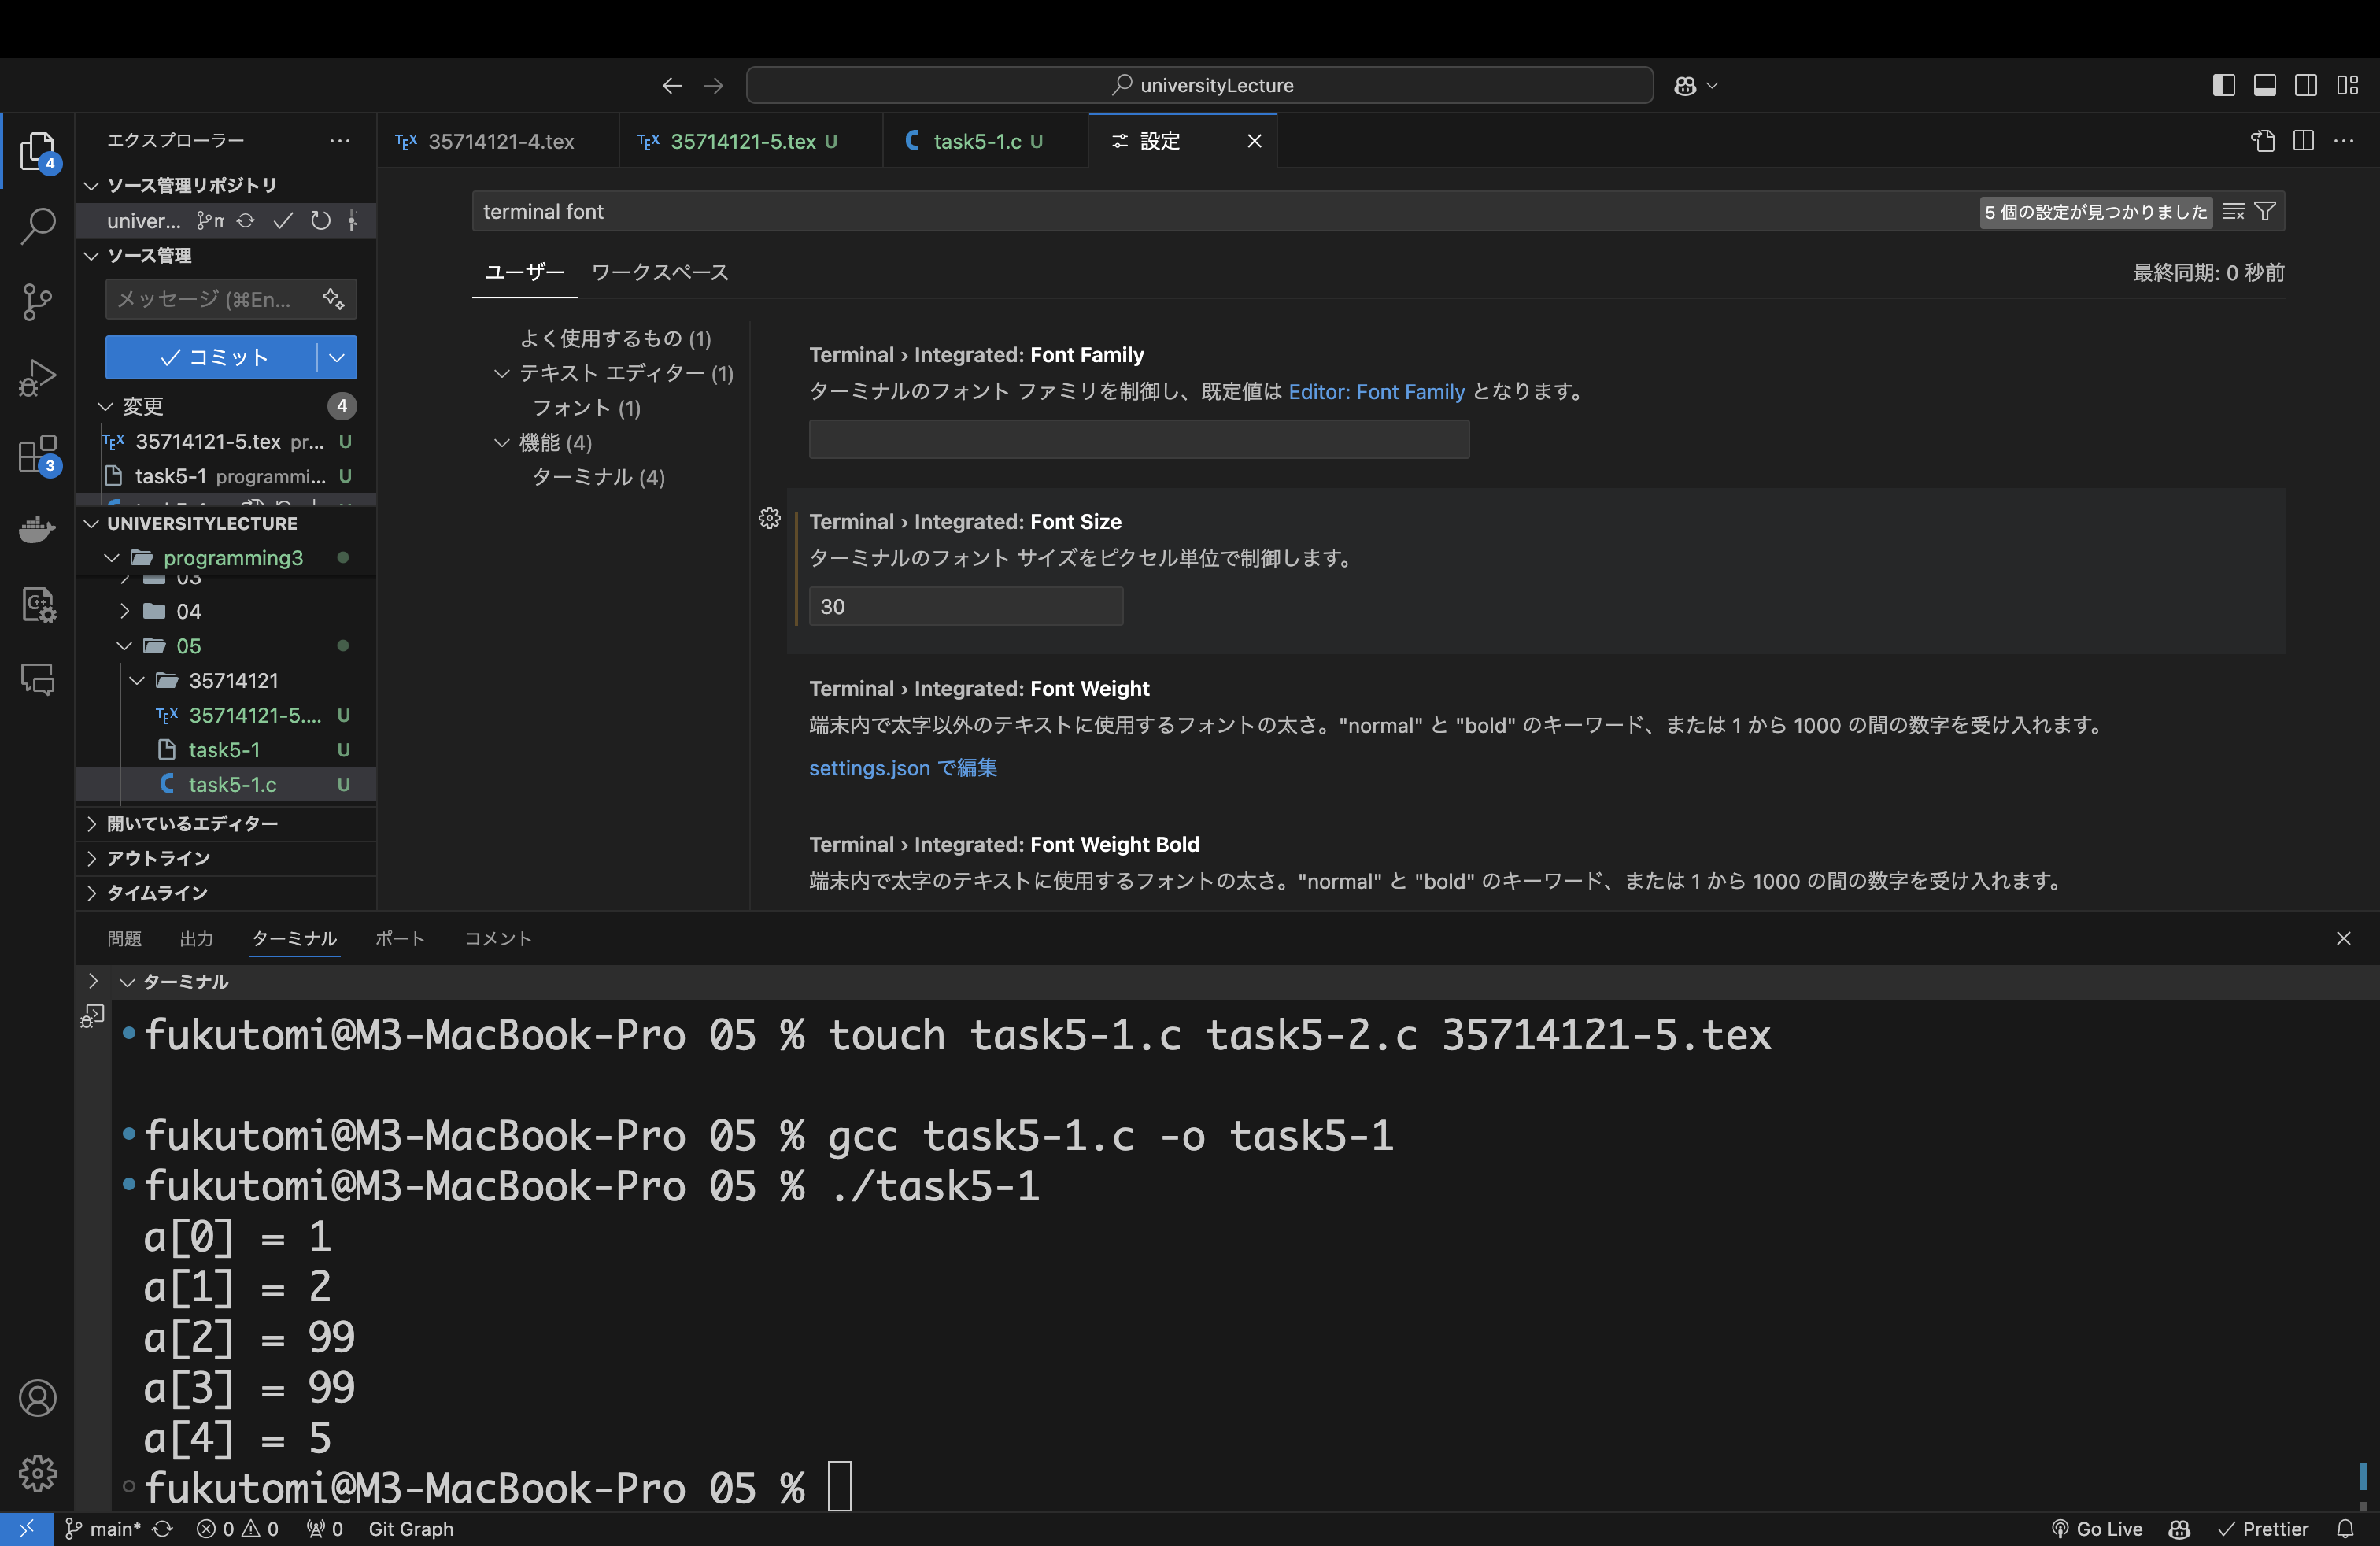 universityLecture
エクスプローラー
35714121-4.tex
35714121-5.tex U
task5-1.c U
設定
ソース管理リポジトリ
univer...
ソース管理
メッセージ (⌘En...
コミット
変更 4
35714121-5.tex pr... U
task5-1 programmi... U
UNIVERSITYLECTURE
programming3
03
04
05
35714121
35714121-5.... U
task5-1 U
task5-1.c U
開いているエディター
アウトライン
タイムライン
4
3
terminal font
5 個の設定が見つかりました
ユーザー ワークスペース
最終同期: 0 秒前
よく使用するもの (1)
テキスト エディター (1)
フォント (1)
機能 (4)
ターミナル (4)
Terminal › Integrated: Font Family
ターミナルのフォント ファミリを制御し、既定値は Editor: Font Family となります。
Terminal › Integrated: Font Size
ターミナルのフォント サイズをピクセル単位で制御します。
30
Terminal › Integrated: Font Weight
端末内で太字以外のテキストに使用するフォントの太さ。"normal" と "bold" のキーワード、または 1 から 1000 の間の数字を受け入れます。
settings.json で編集
Terminal › Integrated: Font Weight Bold
端末内で太字のテキストに使用するフォントの太さ。"normal" と "bold" のキーワード、または 1 から 1000 の間の数字を受け入れます。
問題 出力 ターミナル ポート コメント
ターミナル
fukutomi@M3-MacBook-Pro 05 % touch task5-1.c task5-2.c 35714121-5.tex
fukutomi@M3-MacBook-Pro 05 % gcc task5-1.c -o task5-1
fukutomi@M3-MacBook-Pro 05 % ./task5-1
a[0] = 1
a[1] = 2
a[2] = 99
a[3] = 99
a[4] = 5
fukutomi@M3-MacBook-Pro 05 %
main* 0 0 0 Git Graph
Go Live Prettier